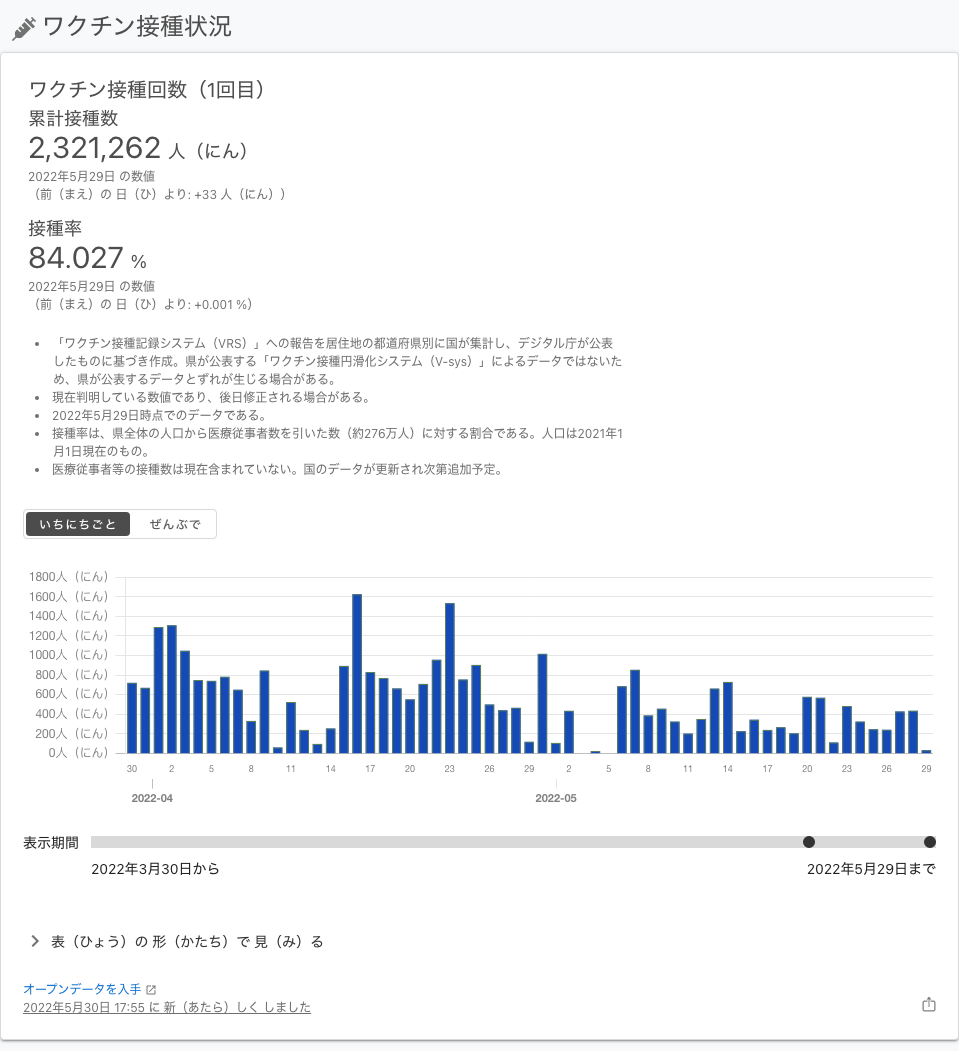 ワクチン接種状況
ワクチン接種回数（1回目）
累計接種数
2,321,262 人（にん）
2022年5月29日 の数値
（前（まえ）の 日（ひ）より: +33 人（にん））
接種率
84.027 %
2022年5月29日 の数値
（前（まえ）の 日（ひ）より: +0.001 %）
• 「ワクチン接種記録システム（VRS）」への報告を居住地の都道府県別に国が集計し、デジタル庁が公表
したものに基づき作成。県が公表する「ワクチン接種円滑化システム（V-sys）」によるデータではないた
め、県が公表するデータとずれが生じる場合がある。
• 現在判明している数値であり、後日修正される場合がある。
• 2022年5月29日時点でのデータである。
• 接種率は、県全体の人口から医療従事者数を引いた数（約276万人）に対する割合である。人口は2021年1
月1日現在のもの。
• 医療従事者等の接種数は現在含まれていない。国のデータが更新され次第追加予定。
いちにちごと ぜんぶで
1800人（にん）
1600人（にん）
1400人（にん）
1200人（にん）
1000人（にん）
800人（にん）
600人（にん）
400人（にん）
200人（にん）
0人（にん）
30 2 5 8 11 14 17 20 23 26 29 2 5 8 11 14 17 20 23 26 29
2022-04 2022-05
表示期間
2022年3月30日から 2022年5月29日まで
表（ひょう）の 形（かたち）で 見（み）る
オープンデータを入手
2022年5月30日 17:55 に 新（あたら）しく しました